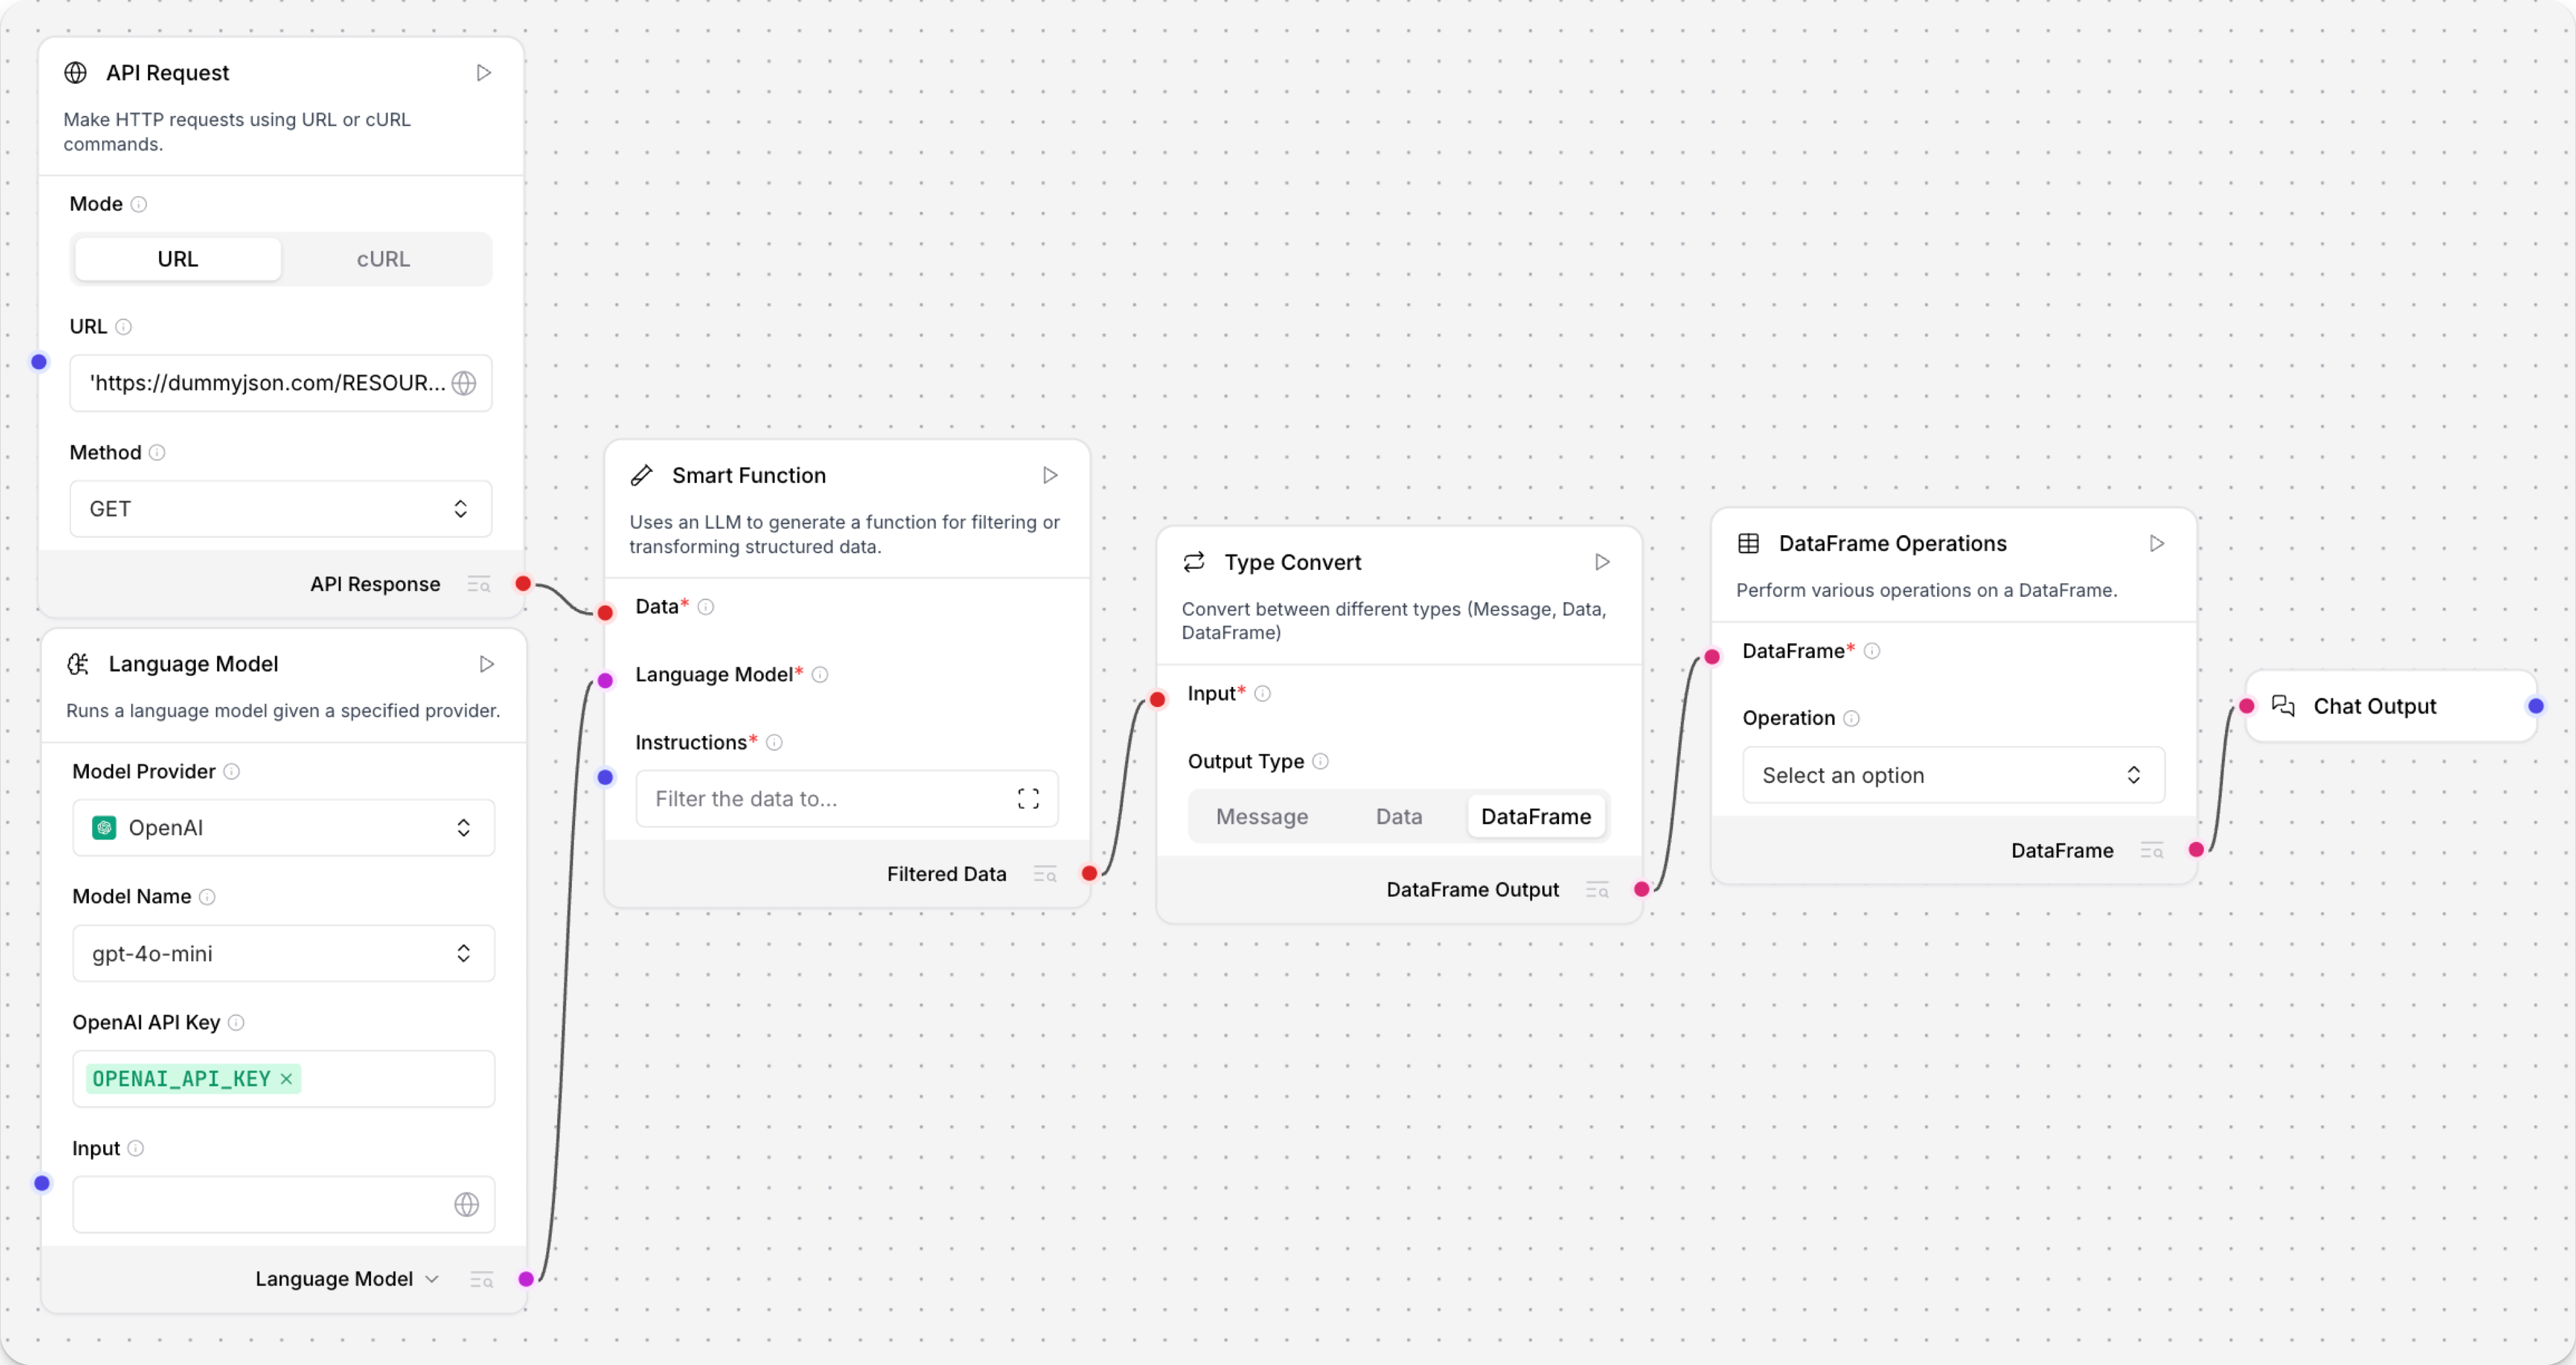 API Request
Make HTTP requests using URL or cURL
commands.
Mode
URL
cURL
URL
'https://dummyjson.com/RESOUR...
Method
GET
API Response
Language Model
Runs a language model given a specified provider.
Model Provider
OpenAI
Model Name
gpt-4o-mini
OpenAI API Key
OPENAI_API_KEY ×
Input
Language Model
Smart Function
Uses an LLM to generate a function for filtering or
transforming structured data.
Data*
Language Model*
Instructions*
Filter the data to...
Filtered Data
Type Convert
Convert between different types (Message, Data,
DataFrame)
Input*
Output Type
Message
Data
DataFrame
DataFrame Output
DataFrame Operations
Perform various operations on a DataFrame.
DataFrame*
Operation
Select an option
DataFrame
Chat Output